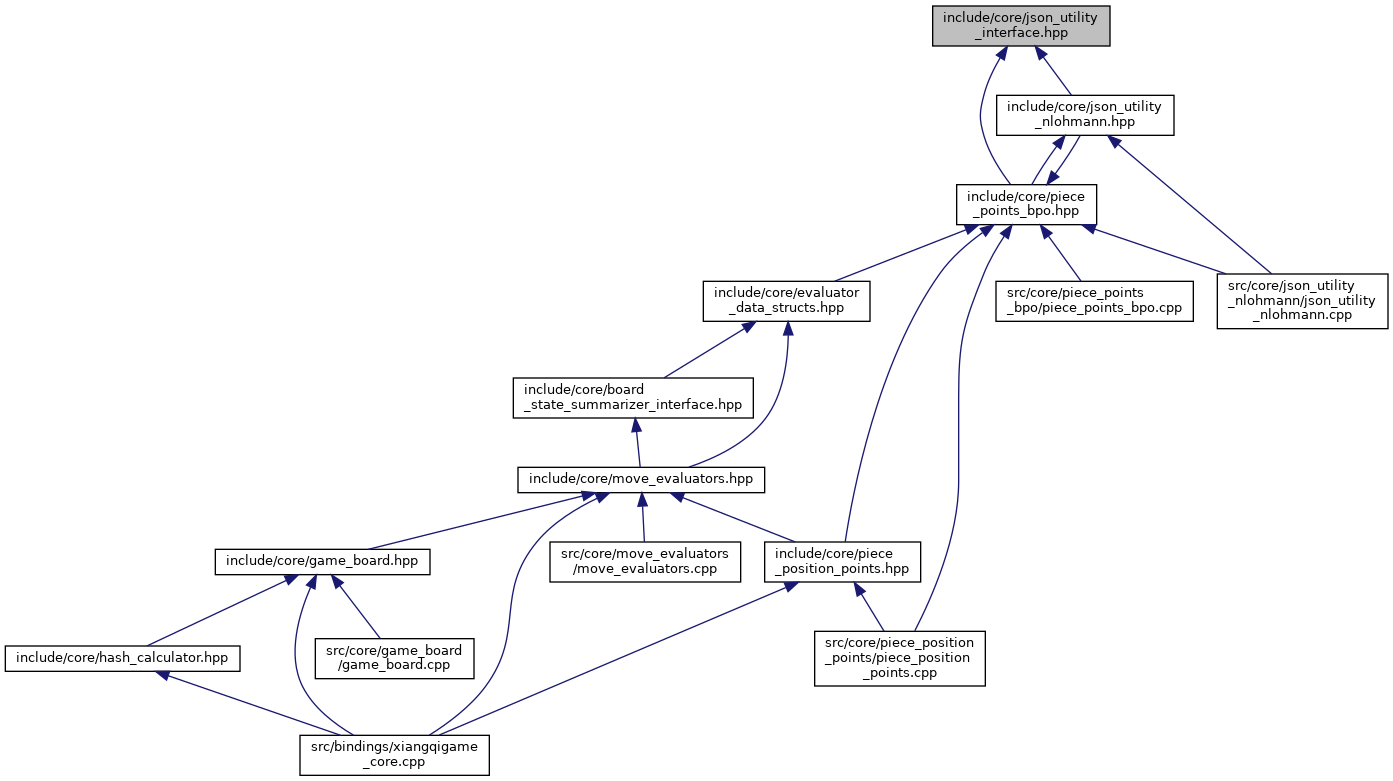 include/core/json_utility
_interface.hpp
include/core/json_utility
_nlohmann.hpp
include/core/piece
_points_bpo.hpp
include/core/evaluator
_data_structs.hpp
src/core/piece_points
_bpo/piece_points_bpo.cpp
src/core/json_utility
_nlohmann/json_utility
_nlohmann.cpp
include/core/board
_state_summarizer_interface.hpp
include/core/move_evaluators.hpp
include/core/game_board.hpp
src/core/move_evaluators
/move_evaluators.cpp
include/core/piece
_position_points.hpp
include/core/hash_calculator.hpp
src/core/game_board
/game_board.cpp
src/core/piece_position
_points/piece_position
_points.cpp
src/bindings/xiangqigame
_core.cpp